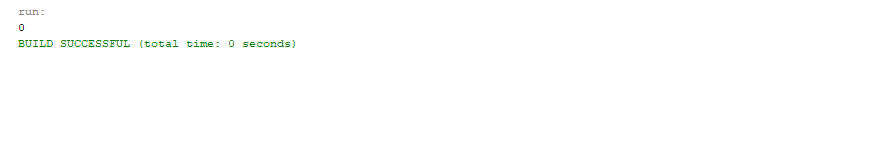 run:
0
BUILD SUCCESSFUL (total time: 0 seconds)